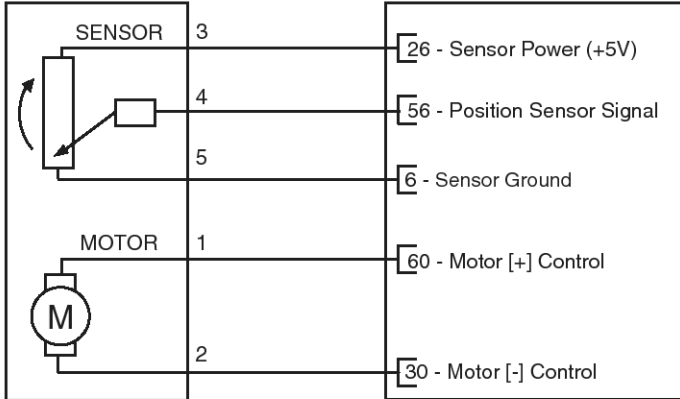 SENSOR 3
26 - Sensor Power (+5V)
4
56 - Position Sensor Signal
5
6 - Sensor Ground
MOTOR 1
60 - Motor [+] Control
M
2
30 - Motor [-] Control